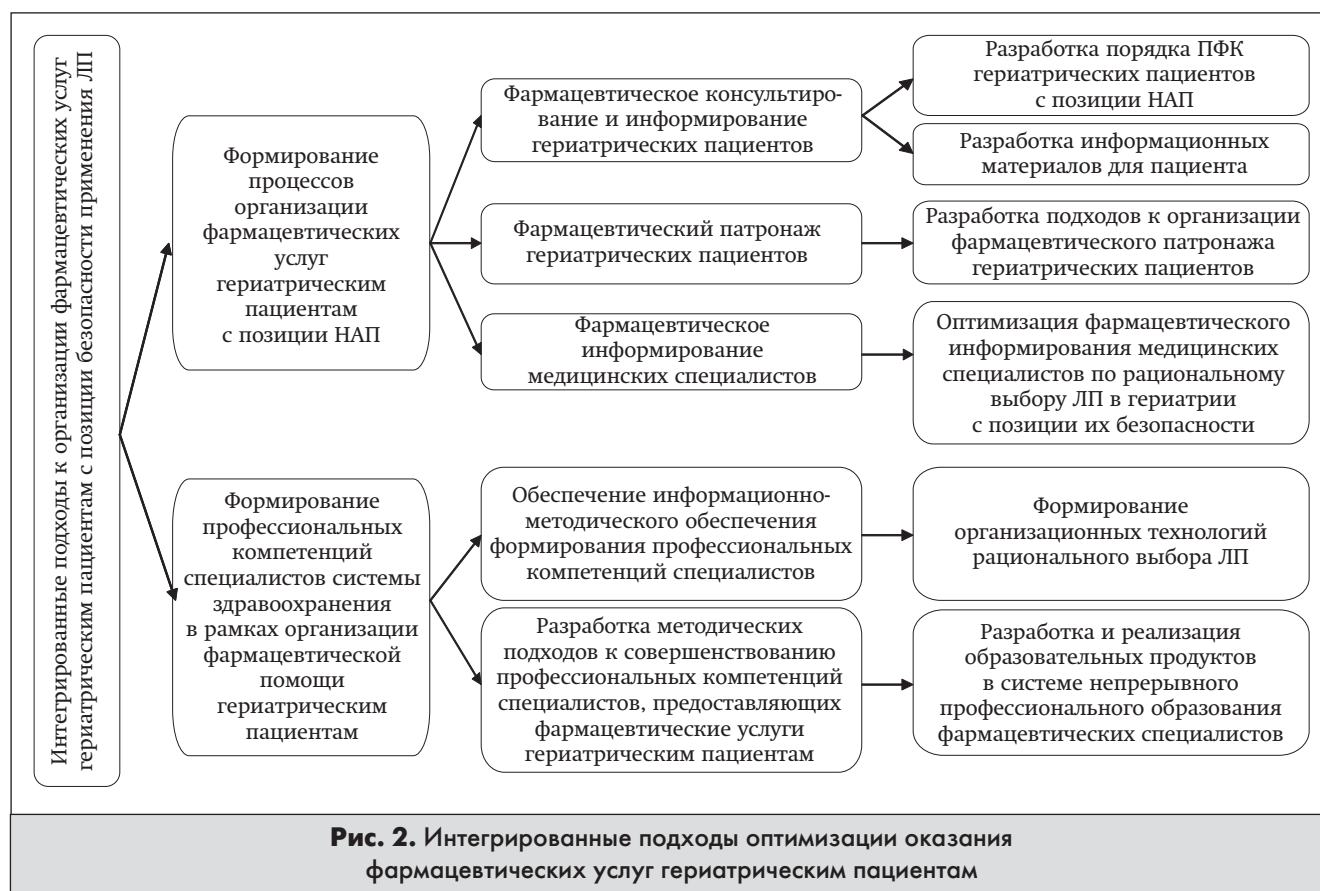 Интегрированные подходы к организации фармацевтических услуг
гериатрическим пациентам с позиции безопасности применения ЛП
Формирование
процессов
организации
фармацевтических
услуг
гериатрическим
пациентам
с позиции НАП
Фармацевтическое консультиро-
вание и информирование
гериатрических пациентов
Разработка порядка ПФК
гериатрических пациентов
с позиции НАП
Разработка информационных
материалов для пациента
Фармацевтический патронаж
гериатрических пациентов
Разработка подходов к организации
фармацевтического патронажа
гериатрических пациентов
Фармацевтическое
информирование
медицинских специалистов
Оптимизация фармацевтического
информирования медицинских
специалистов по рациональному
выбору ЛП в гериатрии
с позиции их безопасности
Формирование
профессиональных
компетенций
специалистов системы
здравоохранения
в рамках организации
фармацевтической
помощи
гериатрическим
пациентам
Обеспечение информационно-
методического обеспечения
формирования профессиональных
компетенций специалистов
Формирование
организационных технологий
рационального выбора ЛП
Разработка методических
подходов к совершенствованию
профессиональных компетенций
специалистов, предоставляющих
фармацевтические услуги
гериатрическим пациентам
Разработка и реализация
образовательных продуктов
в системе непрерывного
профессионального образования
фармацевтических специалистов
Рис. 2. Интегрированные подходы оптимизации оказания
фармацевтических услуг гериатрическим пациентам